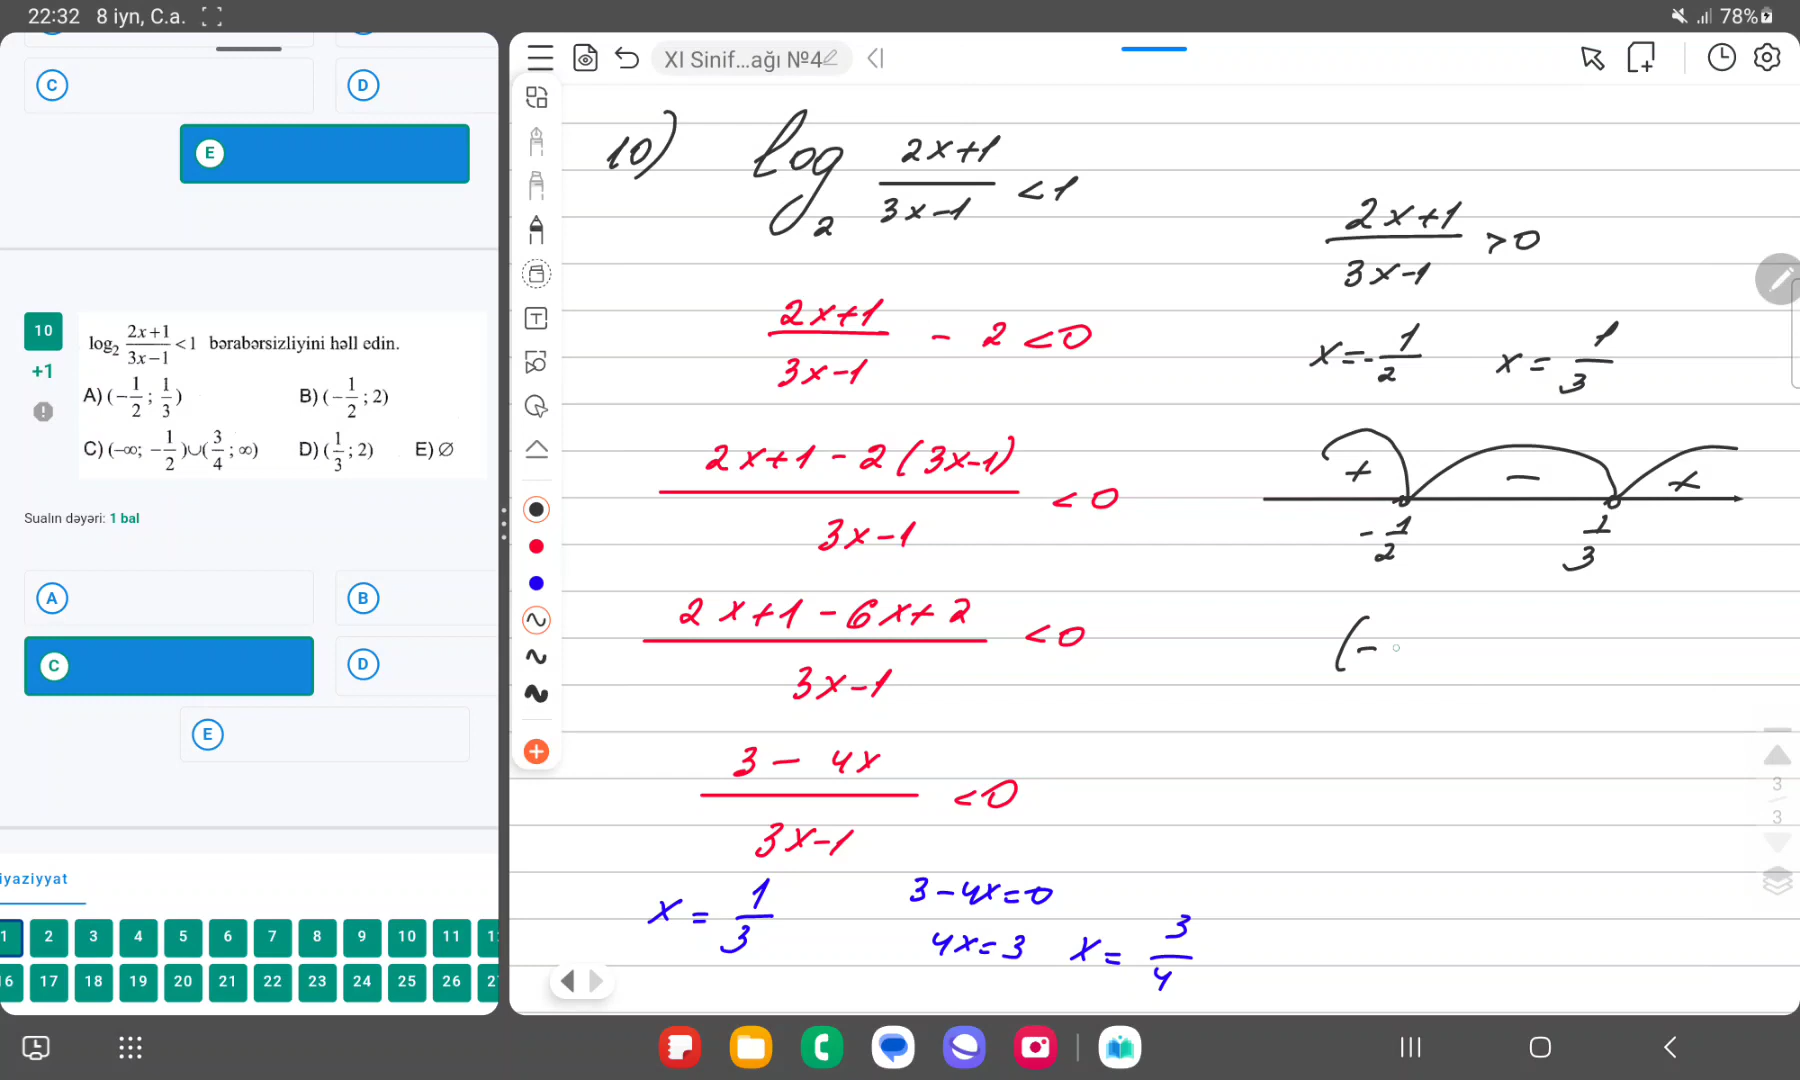 22:32 8 iyn, C.a.
78%
C
D
E
10
+1
log₂ (2x+1)/(3x−1) < 1 bərabərsizliyini həll edin.
A) (−1/2; 1/3) B) (−1/2; 2)
C) (−∞; −1/2)∪(3/4; ∞) D) (1/3; 2) E) ∅
Sualın dəyəri: 1 bal
A
B
C
D
E
iyaziyyat
1 2 3 4 5 6 7 8 9 10 11
16 17 18 19 20 21 22 23 24 25 26
XI Sinif...ağı №4
10) log₂ (2x+1)/(3x-1) < 1
(2x+1)/(3x-1) - 2 < 0
(2x+1 - 2(3x-1))/(3x-1) < 0
(2x+1 - 6x+2)/(3x-1) < 0
(3 - 4x)/(3x-1) < 0
x = 1/3 3-4x=0
4x=3 x = 3/4
(2x+1)/(3x-1) > 0
x = -1/2 x = 1/3
+ - +
-1/2 1/3
(-
3
3